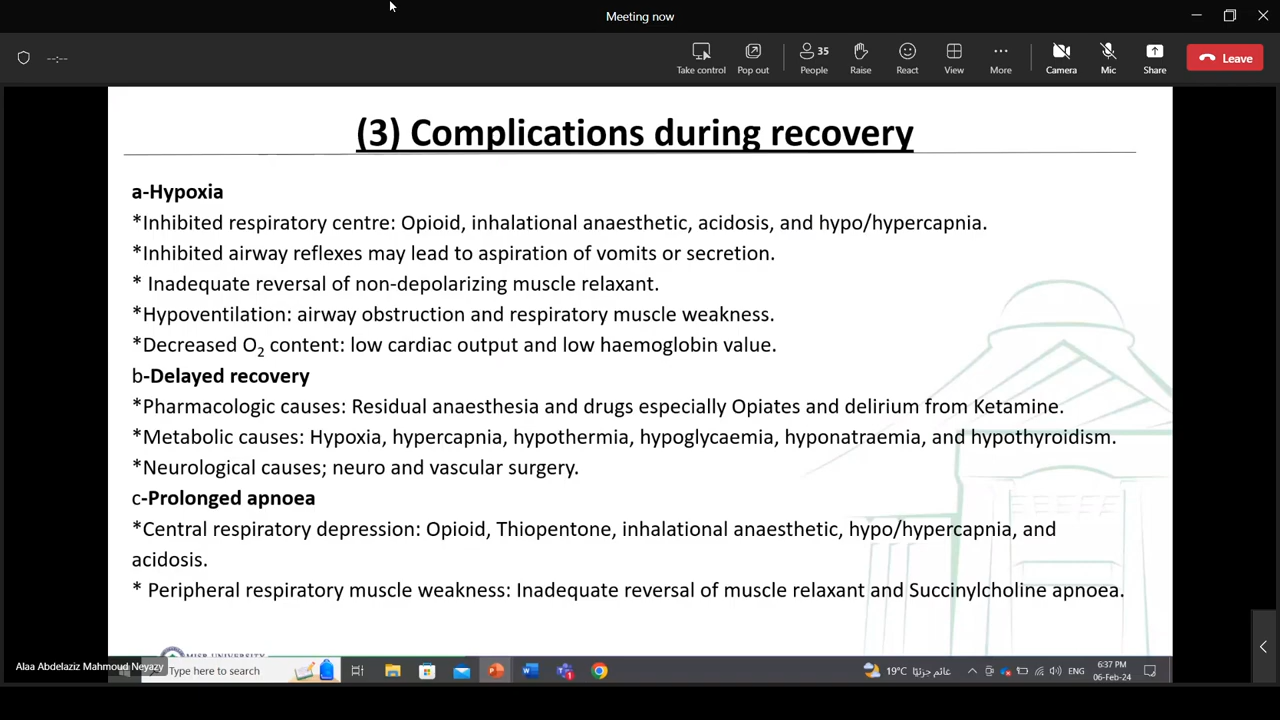 Meeting now
--:--
Take control
Pop out
35
People
Raise
React
View
More
Camera
Mic
Share
Leave
(3) Complications during recovery
a-Hypoxia
*Inhibited respiratory centre: Opioid, inhalational anaesthetic, acidosis, and hypo/hypercapnia.
*Inhibited airway reflexes may lead to aspiration of vomits or secretion.
* Inadequate reversal of non-depolarizing muscle relaxant.
*Hypoventilation: airway obstruction and respiratory muscle weakness.
*Decreased O₂ content: low cardiac output and low haemoglobin value.
b-Delayed recovery
*Pharmacologic causes: Residual anaesthesia and drugs especially Opiates and delirium from Ketamine.
*Metabolic causes: Hypoxia, hypercapnia, hypothermia, hypoglycaemia, hyponatraemia, and hypothyroidism.
*Neurological causes; neuro and vascular surgery.
c-Prolonged apnoea
*Central respiratory depression: Opioid, Thiopentone, inhalational anaesthetic, hypo/hypercapnia, and
acidosis.
* Peripheral respiratory muscle weakness: Inadequate reversal of muscle relaxant and Succinylcholine apnoea.
MISR UNIVERSITY
Alaa Abdelaziz Mahmoud Neyazy
Type here to search
19°C غائم جزئيًا
ENG
6:37 PM
06-Feb-24